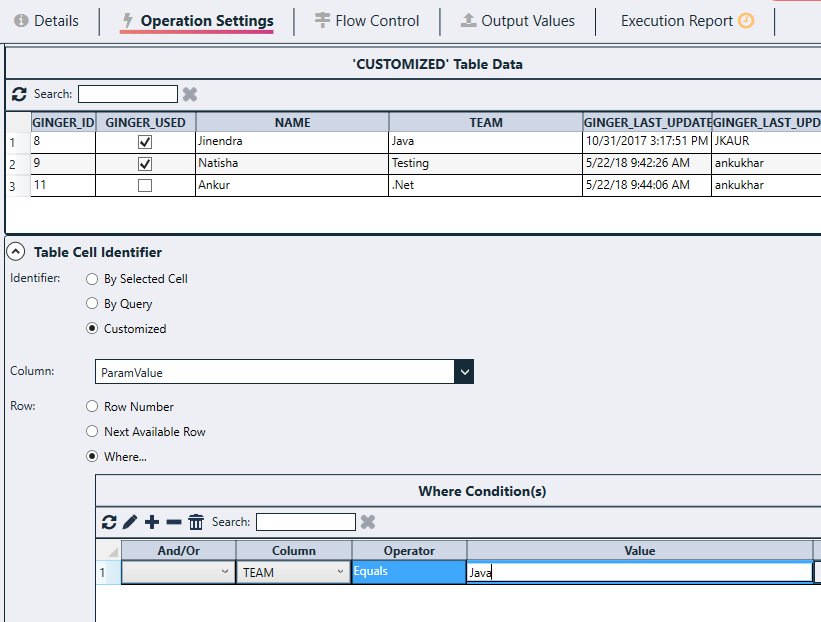 Details Operation Settings Flow Control Output Values Execution Report
'CUSTOMIZED' Table Data
Search:
GINGER_ID GINGER_USED NAME TEAM GINGER_LAST_UPDATE GINGER_LAST_UPD
1 8 Jinendra Java 10/31/2017 3:17:51 PM JKAUR
2 9 Natisha Testing 5/22/18 9:42:26 AM ankukhar
3 11 Ankur .Net 5/22/18 9:44:06 AM ankukhar
Table Cell Identifier
Identifier: By Selected Cell
By Query
Customized
Column: ParamValue
Row: Row Number
Next Available Row
Where...
Where Condition(s)
Search:
And/Or Column Operator Value
1 TEAM Equals Java